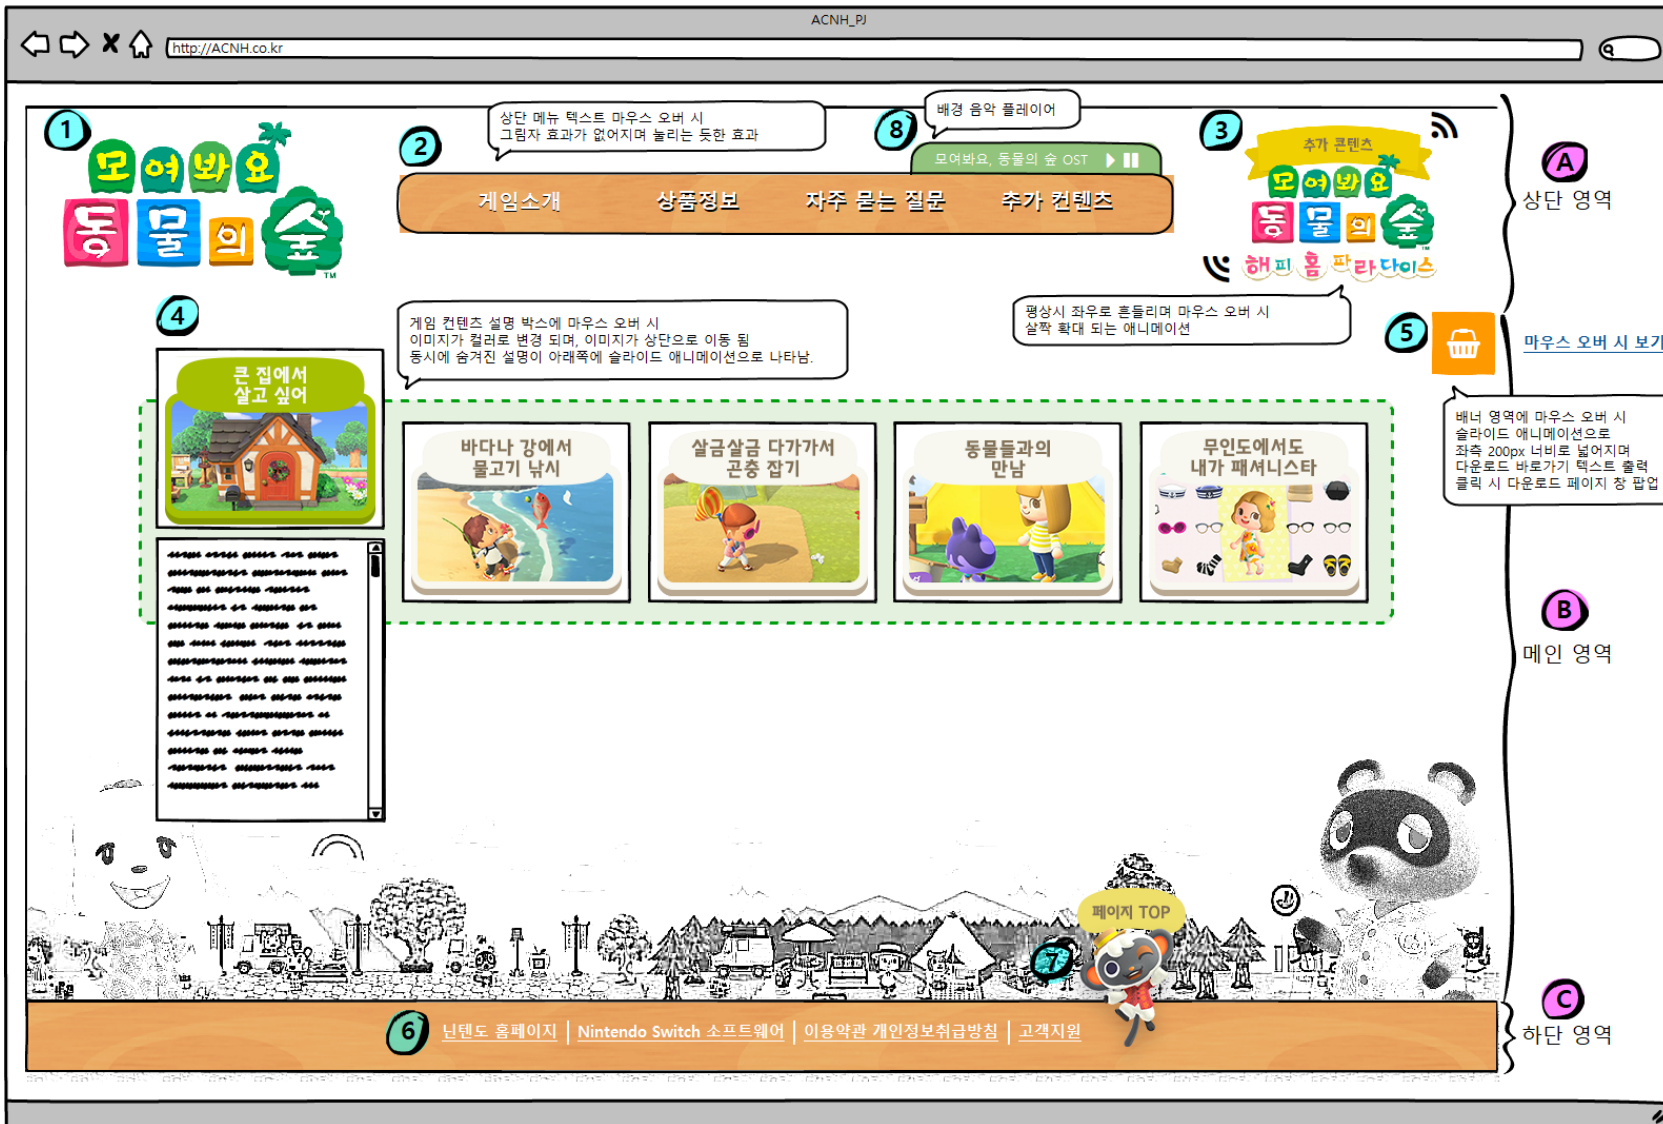 ACNH_PJ
http://ACNH.co.kr
1
모여봐요
동물의 숲
TM
2
상단 메뉴 텍스트 마우스 오버 시
그림자 효과가 없어지며 눌리는 듯한 효과
8
배경 음악 플레이어
모여봐요, 동물의 숲 OST
게임소개
상품정보
자주 묻는 질문
추가 컨텐츠
3
추가 콘텐츠
모여봐요
동물의 숲
해피 홈 파라다이스
평상시 좌우로 흔들리며 마우스 오버 시
살짝 확대 되는 애니메이션
A
상단 영역
4
게임 컨텐츠 설명 박스에 마우스 오버 시
이미지가 컬러로 변경 되며, 이미지가 상단으로 이동 됨
동시에 숨겨진 설명이 아래쪽에 슬라이드 애니메이션으로 나타남.
5
마우스 오버 시 보기
배너 영역에 마우스 오버 시
슬라이드 애니메이션으로
좌측 200px 너비로 넓어지며
다운로드 바로가기 텍스트 출력
클릭 시 다운로드 페이지 창 팝업
큰 집에서
살고 싶어
바다나 강에서
물고기 낚시
살금살금 다가가서
곤충 잡기
동물들과의
만남
무인도에서도
내가 패셔니스타
B
메인 영역
페이지 TOP
7
6
닌텐도 홈페이지 | Nintendo Switch 소프트웨어 | 이용약관 개인정보취급방침 | 고객지원
C
하단 영역